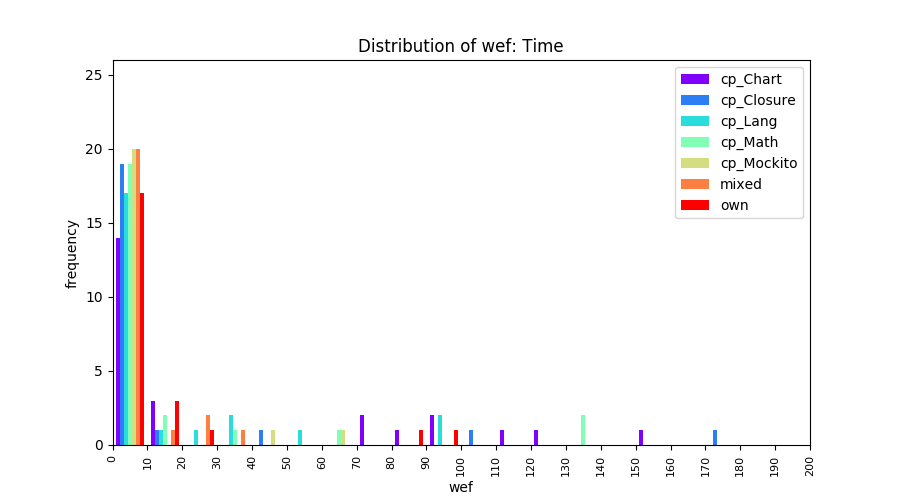 Distribution of wef: Time
frequency
25
20
15
10
5
0
cp_Chart
cp_Closure
cp_Lang
cp_Math
cp_Mockito
mixed
own
0 10 20 30 40 50 60 70 80 90 100 110 120 130 140 150 160 170 180 190 200
wef